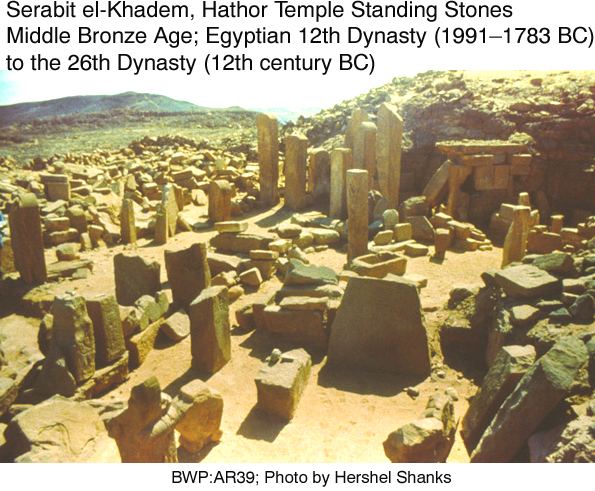 Serabit el-Khadem, Hathor Temple Standing Stones
Middle Bronze Age; Egyptian 12th Dynasty (1991–1783 BC)
to the 26th Dynasty (12th century BC)
BWP:AR39; Photo by Hershel Shanks